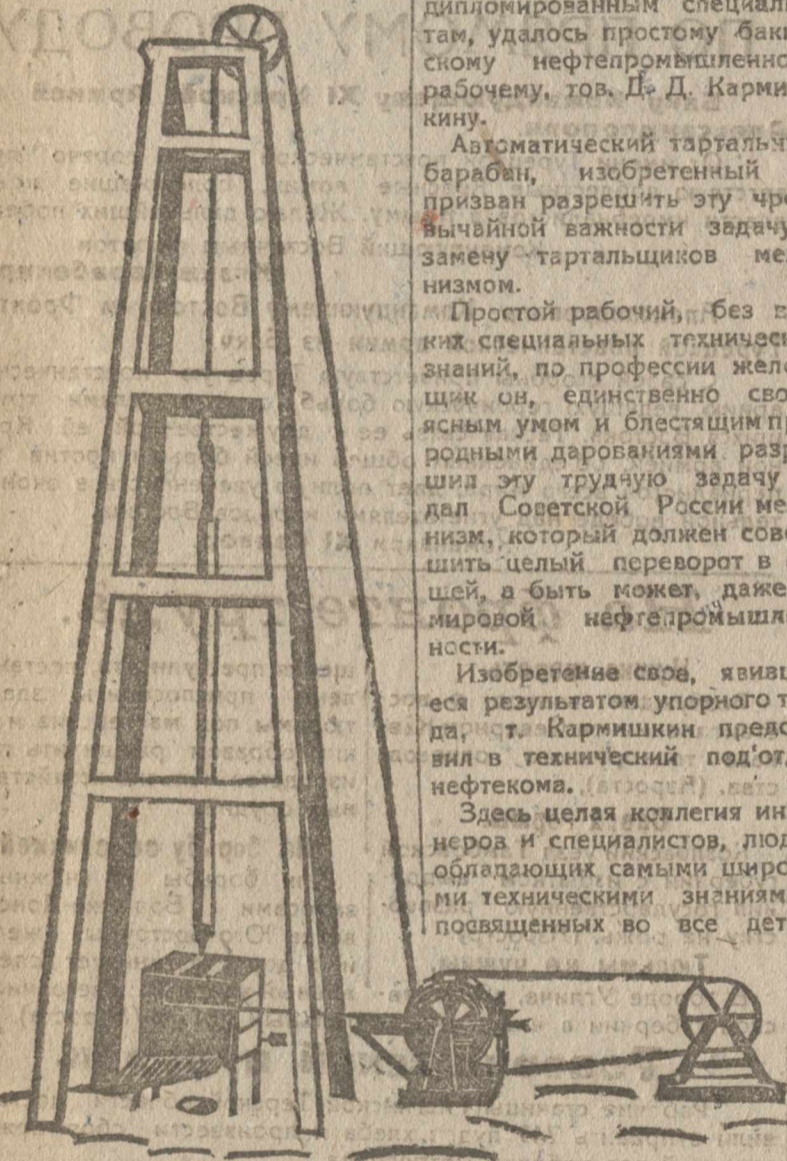 дипломированным специали
там, удалось простому баки
скому нефтепромышленно
рабочему, тов. Д. Д. Карми
кину.
Автоматический тартальч
барабан, изобретенный
призван разрешить эту чре
вычайной важности задачу
замену тартальщиков ме
низмом.
Простой рабочий, без в
ких специальных техничес
знаний, по профессии желе
щик он, единственно сво
ясным умом и блестящим пр
родными дарованиями разр
шил эту трудную задачу
дал Советской России ме
низм, который должен сове
шить целый переворот в
шей, а быть может, даже
мировой нефтепромышле
ности.
Изобретение свое, явивш
еся результатом упорного т
да, т. Кармишкин предс
вил в технический под'от
нефтекома.
Здесь целая коллегия ин
неров и специалистов, люд
обладающих самыми широ
ми техническими знаниям
посвященных во все дет